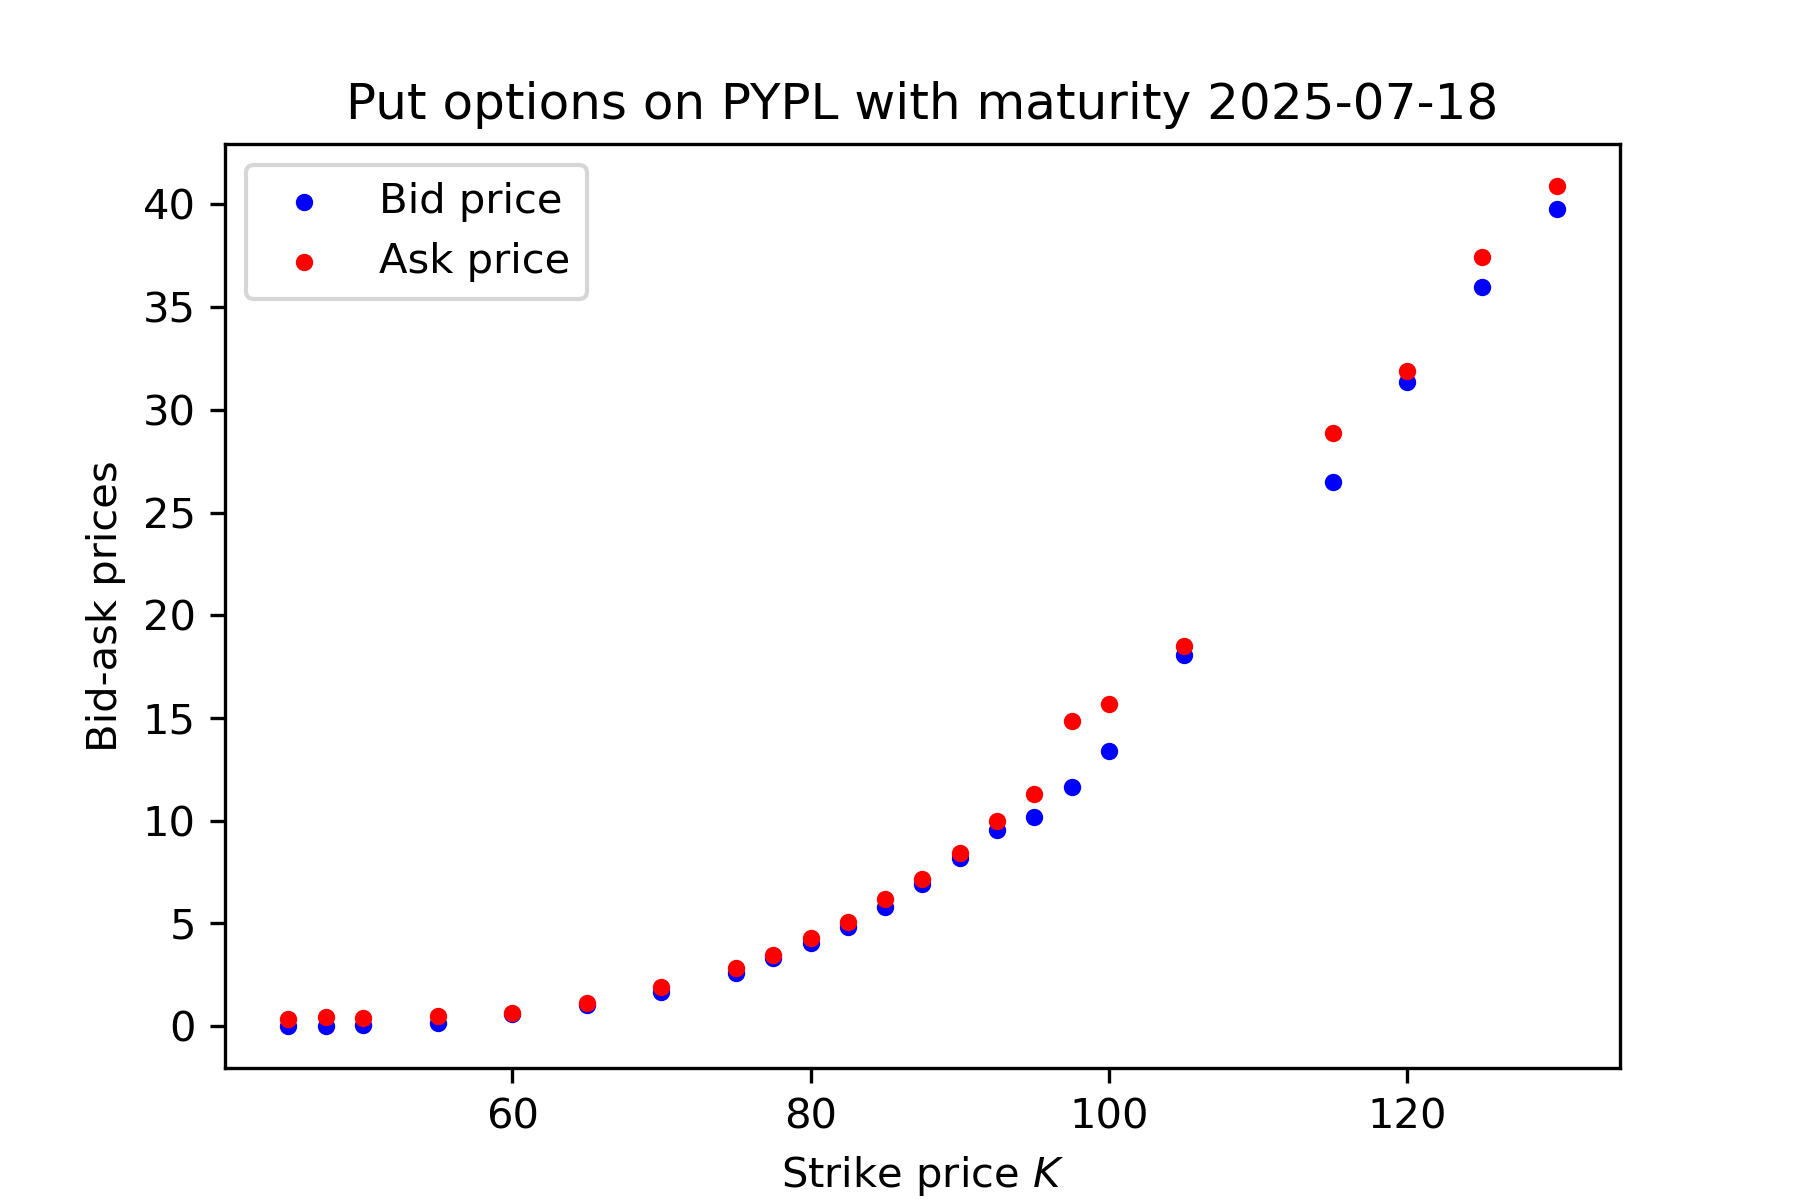 Put options on PYPL with maturity 2025-07-18
Bid price
Ask price
40
35
30
25
20
15
10
5
0
Bid-ask prices
60 80 100 120
Strike price K